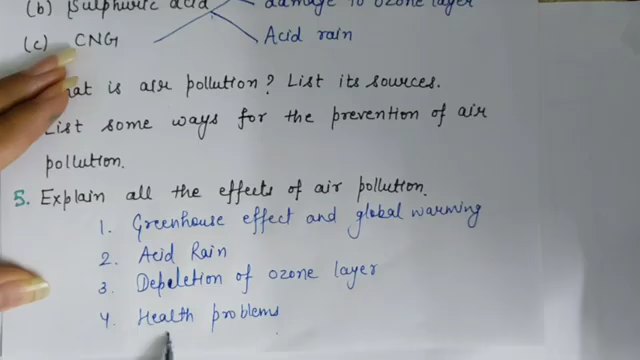 (b) Sulphuric acid damage to ozone layer
(c) CNG Acid rain
is air pollution? List its sources.
List some ways for the prevention of air
pollution.
5. Explain all the effects of air pollution.
1. Greenhouse effect and global warming
2. Acid Rain
3. Depletion of ozone layer
4. Health problems